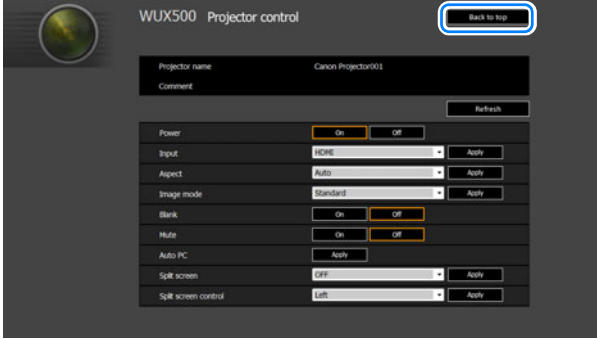 WUX500 Projector control
Back to top
Projector name Canon Projector001
Comment
Refresh
Power On Off
Input HDMI Apply
Aspect Auto Apply
Image mode Standard Apply
Blank On Off
Mute On Off
Auto PC Apply
Split screen OFF Apply
Split screen control Left Apply